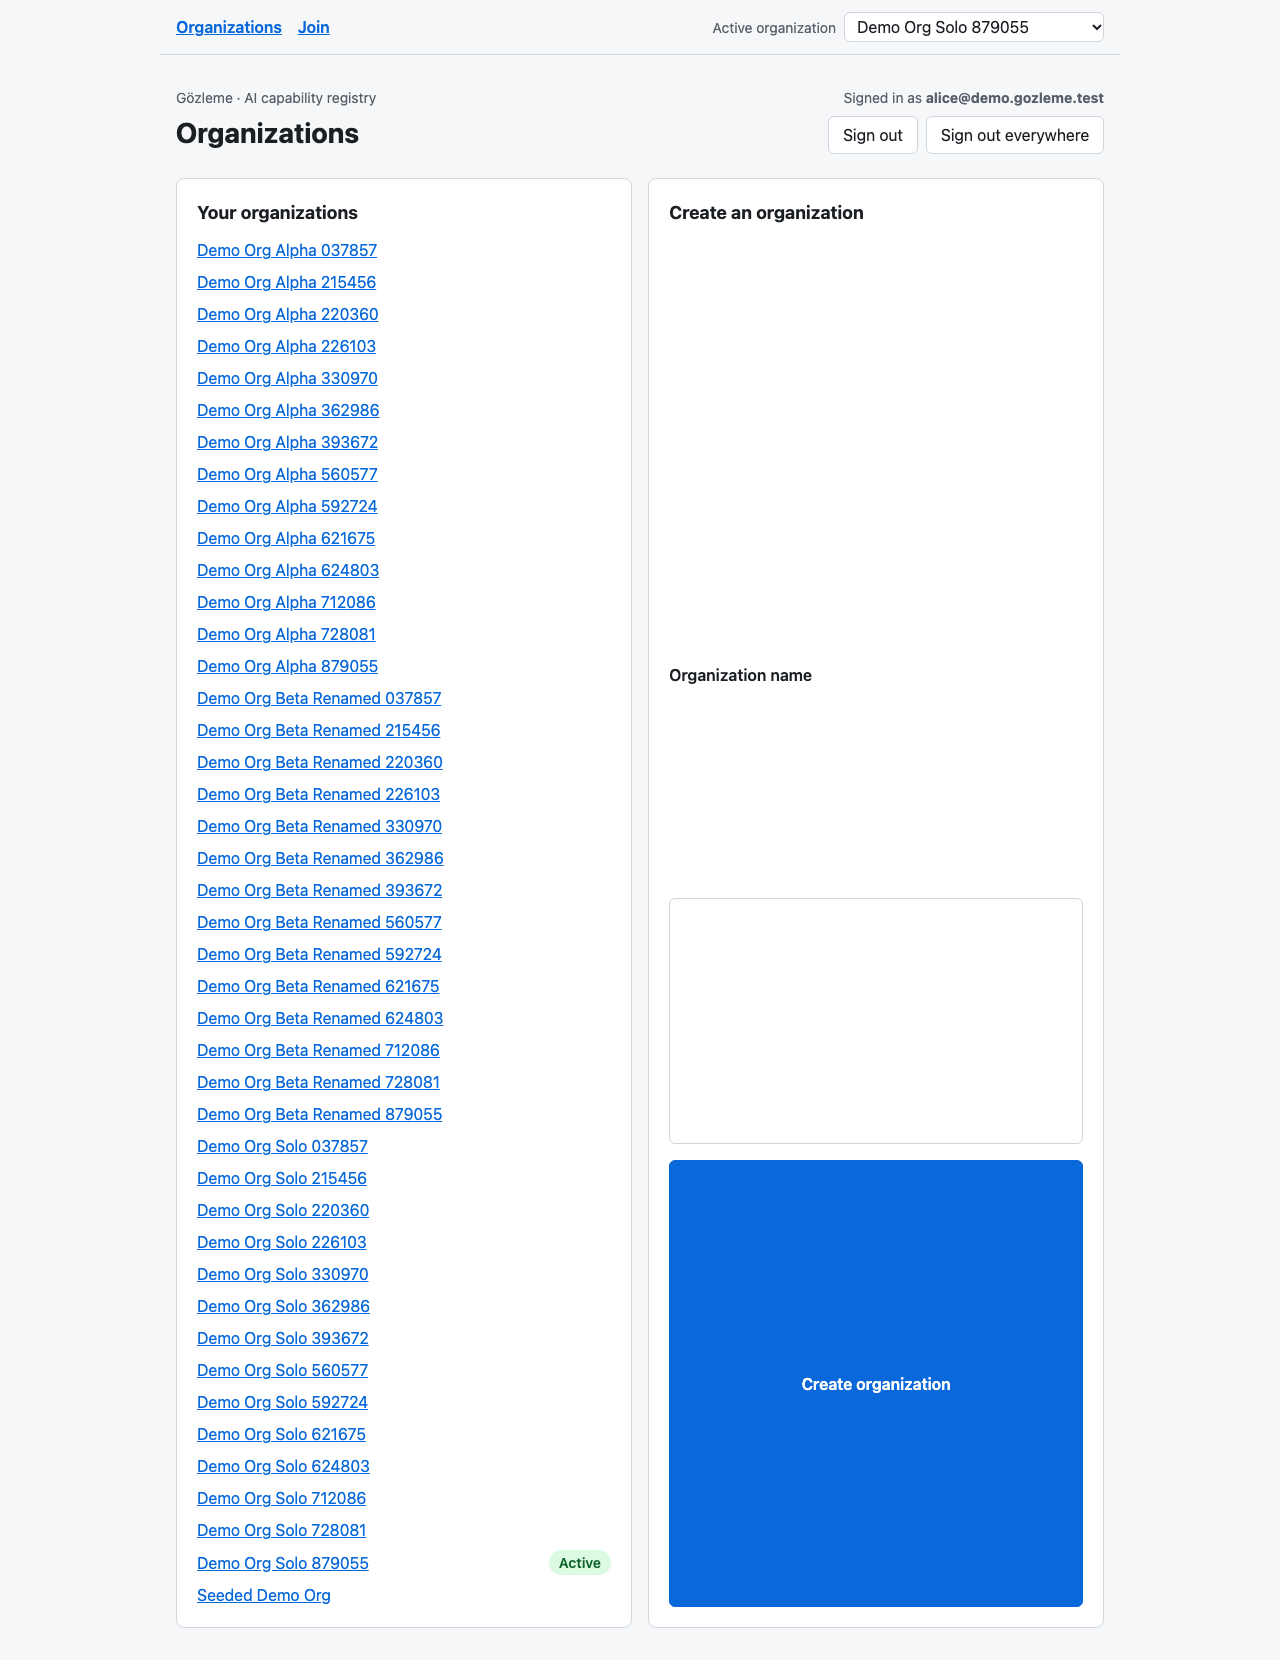 Organizations Join Active organization Demo Org Solo 879055
Gözleme · AI capability registry
Organizations
Signed in as alice@demo.gozleme.test
Sign out Sign out everywhere
Your organizations
Demo Org Alpha 037857
Demo Org Alpha 215456
Demo Org Alpha 220360
Demo Org Alpha 226103
Demo Org Alpha 330970
Demo Org Alpha 362986
Demo Org Alpha 393672
Demo Org Alpha 560577
Demo Org Alpha 592724
Demo Org Alpha 621675
Demo Org Alpha 624803
Demo Org Alpha 712086
Demo Org Alpha 728081
Demo Org Alpha 879055
Demo Org Beta Renamed 037857
Demo Org Beta Renamed 215456
Demo Org Beta Renamed 220360
Demo Org Beta Renamed 226103
Demo Org Beta Renamed 330970
Demo Org Beta Renamed 362986
Demo Org Beta Renamed 393672
Demo Org Beta Renamed 560577
Demo Org Beta Renamed 592724
Demo Org Beta Renamed 621675
Demo Org Beta Renamed 624803
Demo Org Beta Renamed 712086
Demo Org Beta Renamed 728081
Demo Org Beta Renamed 879055
Demo Org Solo 037857
Demo Org Solo 215456
Demo Org Solo 220360
Demo Org Solo 226103
Demo Org Solo 330970
Demo Org Solo 362986
Demo Org Solo 393672
Demo Org Solo 560577
Demo Org Solo 592724
Demo Org Solo 621675
Demo Org Solo 624803
Demo Org Solo 712086
Demo Org Solo 728081
Demo Org Solo 879055 Active
Seeded Demo Org
Create an organization
Organization name
Create organization